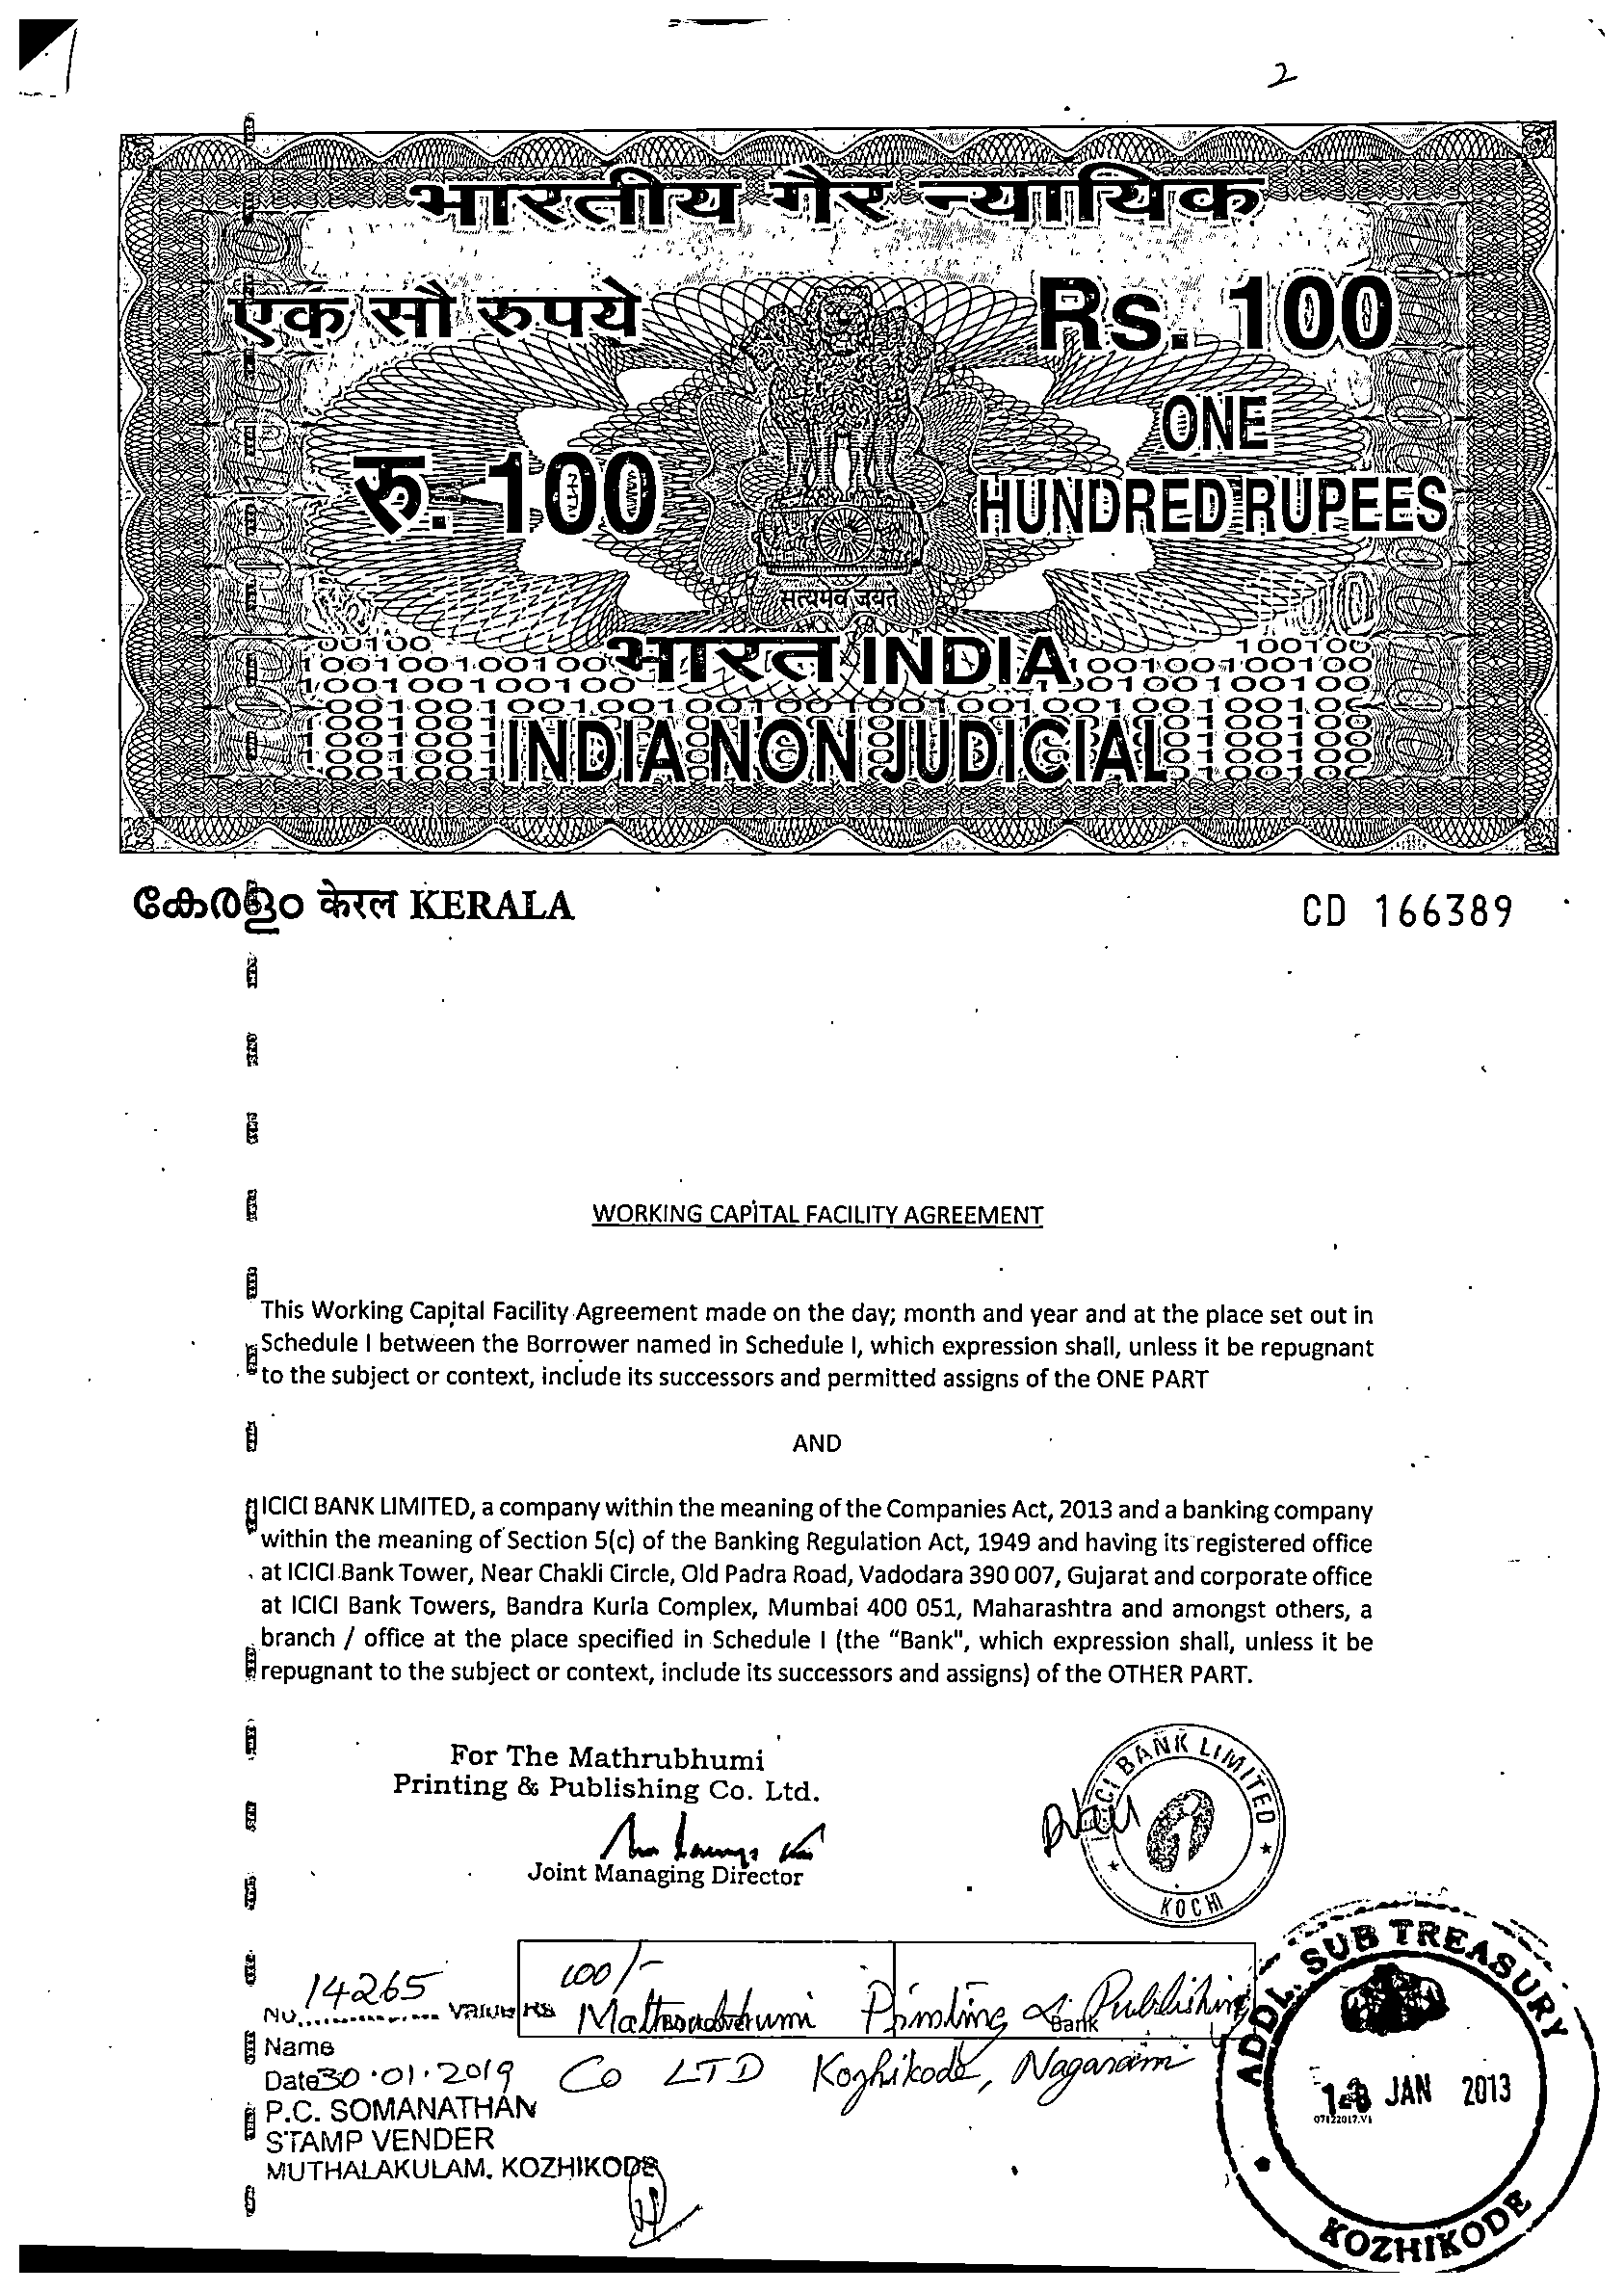 2
भारतीय गैर न्यायिक
एक सौ रुपये
Rs. 100
रु. 100
ONE
HUNDRED RUPEES
सत्यमेव जयते
भारत INDIA
INDIA NON JUDICIAL
കേരളം केरल KERALA
CD 166389
WORKING CAPITAL FACILITY AGREEMENT
This Working Capital Facility Agreement made on the day; month and year and at the place set out in
Schedule I between the Borrower named in Schedule I, which expression shall, unless it be repugnant
to the subject or context, include its successors and permitted assigns of the ONE PART
AND
ICICI BANK LIMITED, a company within the meaning of the Companies Act, 2013 and a banking company
within the meaning of Section 5(c) of the Banking Regulation Act, 1949 and having its registered office
at ICICI Bank Tower, Near Chakli Circle, Old Padra Road, Vadodara 390 007, Gujarat and corporate office
at ICICI Bank Towers, Bandra Kurla Complex, Mumbai 400 051, Maharashtra and amongst others, a
branch / office at the place specified in Schedule I (the "Bank", which expression shall, unless it be
repugnant to the subject or context, include its successors and assigns) of the OTHER PART.
For The Mathrubhumi
Printing & Publishing Co. Ltd.
Joint Managing Director
ICICI BANK LIMITED
KOCHI
No. 14265 Value Rs 100/-
Name Mathrubhumi Printing & Publishing
Bank
Date 30.01.2019 Co LTD Kozhikode, Nagaram
P.C. SOMANATHAN
STAMP VENDER
MUTHALAKULAM, KOZHIKODE
ADDL. SUB TREASURY
JAN 2013
07122017.V1
KOZHIKODE